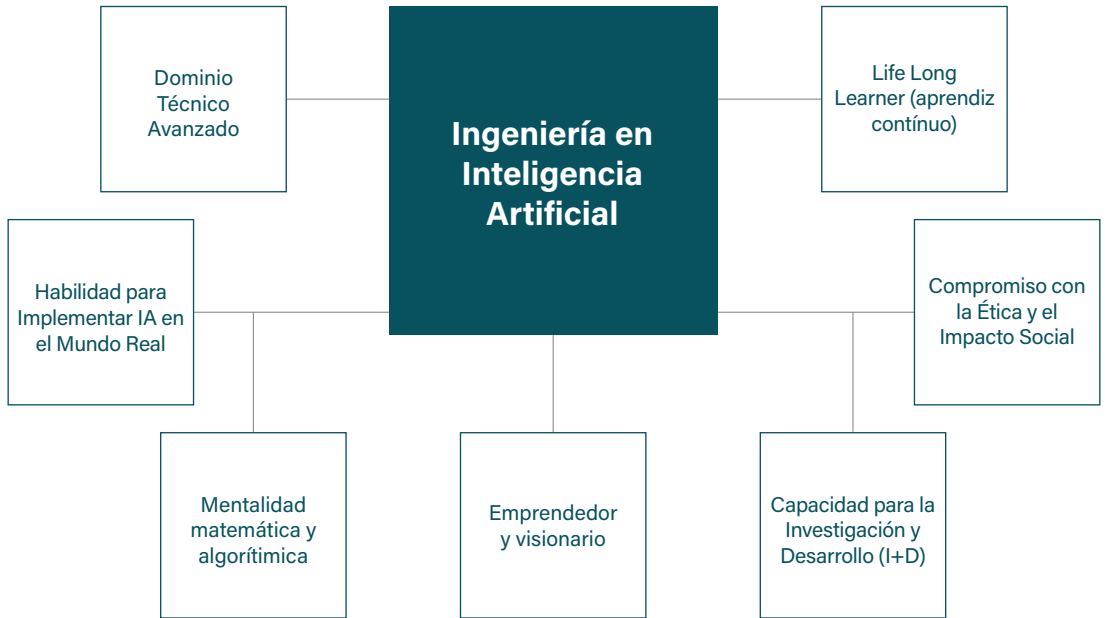 Dominio
Técnico
Avanzado
Ingeniería en
Inteligencia
Artificial
Life Long
Learner (aprendiz
contínuo)
Habilidad para
Implementar IA en
el Mundo Real
Compromiso con
la Ética y el
Impacto Social
Mentalidad
matemática y
algorítimica
Emprendedor
y visionario
Capacidad para la
Investigación y
Desarrollo (I+D)